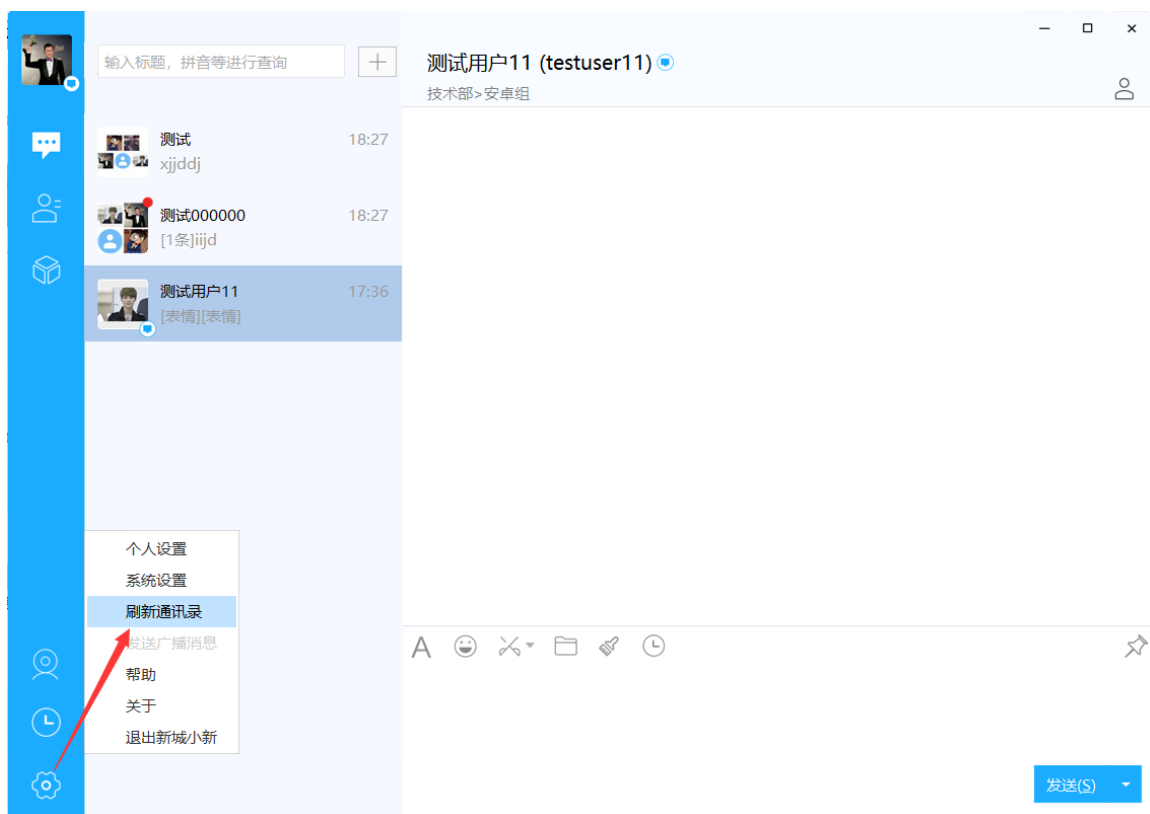 输入标题，拼音等进行查询
测试用户11 (testuser11)
技术部>安卓组
测试 18:27
xjjddj
测试000000 18:27
[1条]iijd
测试用户11 17:36
[表情][表情]
个人设置
系统设置
刷新通讯录
发送广播消息
帮助
关于
退出新城小新
发送(S)